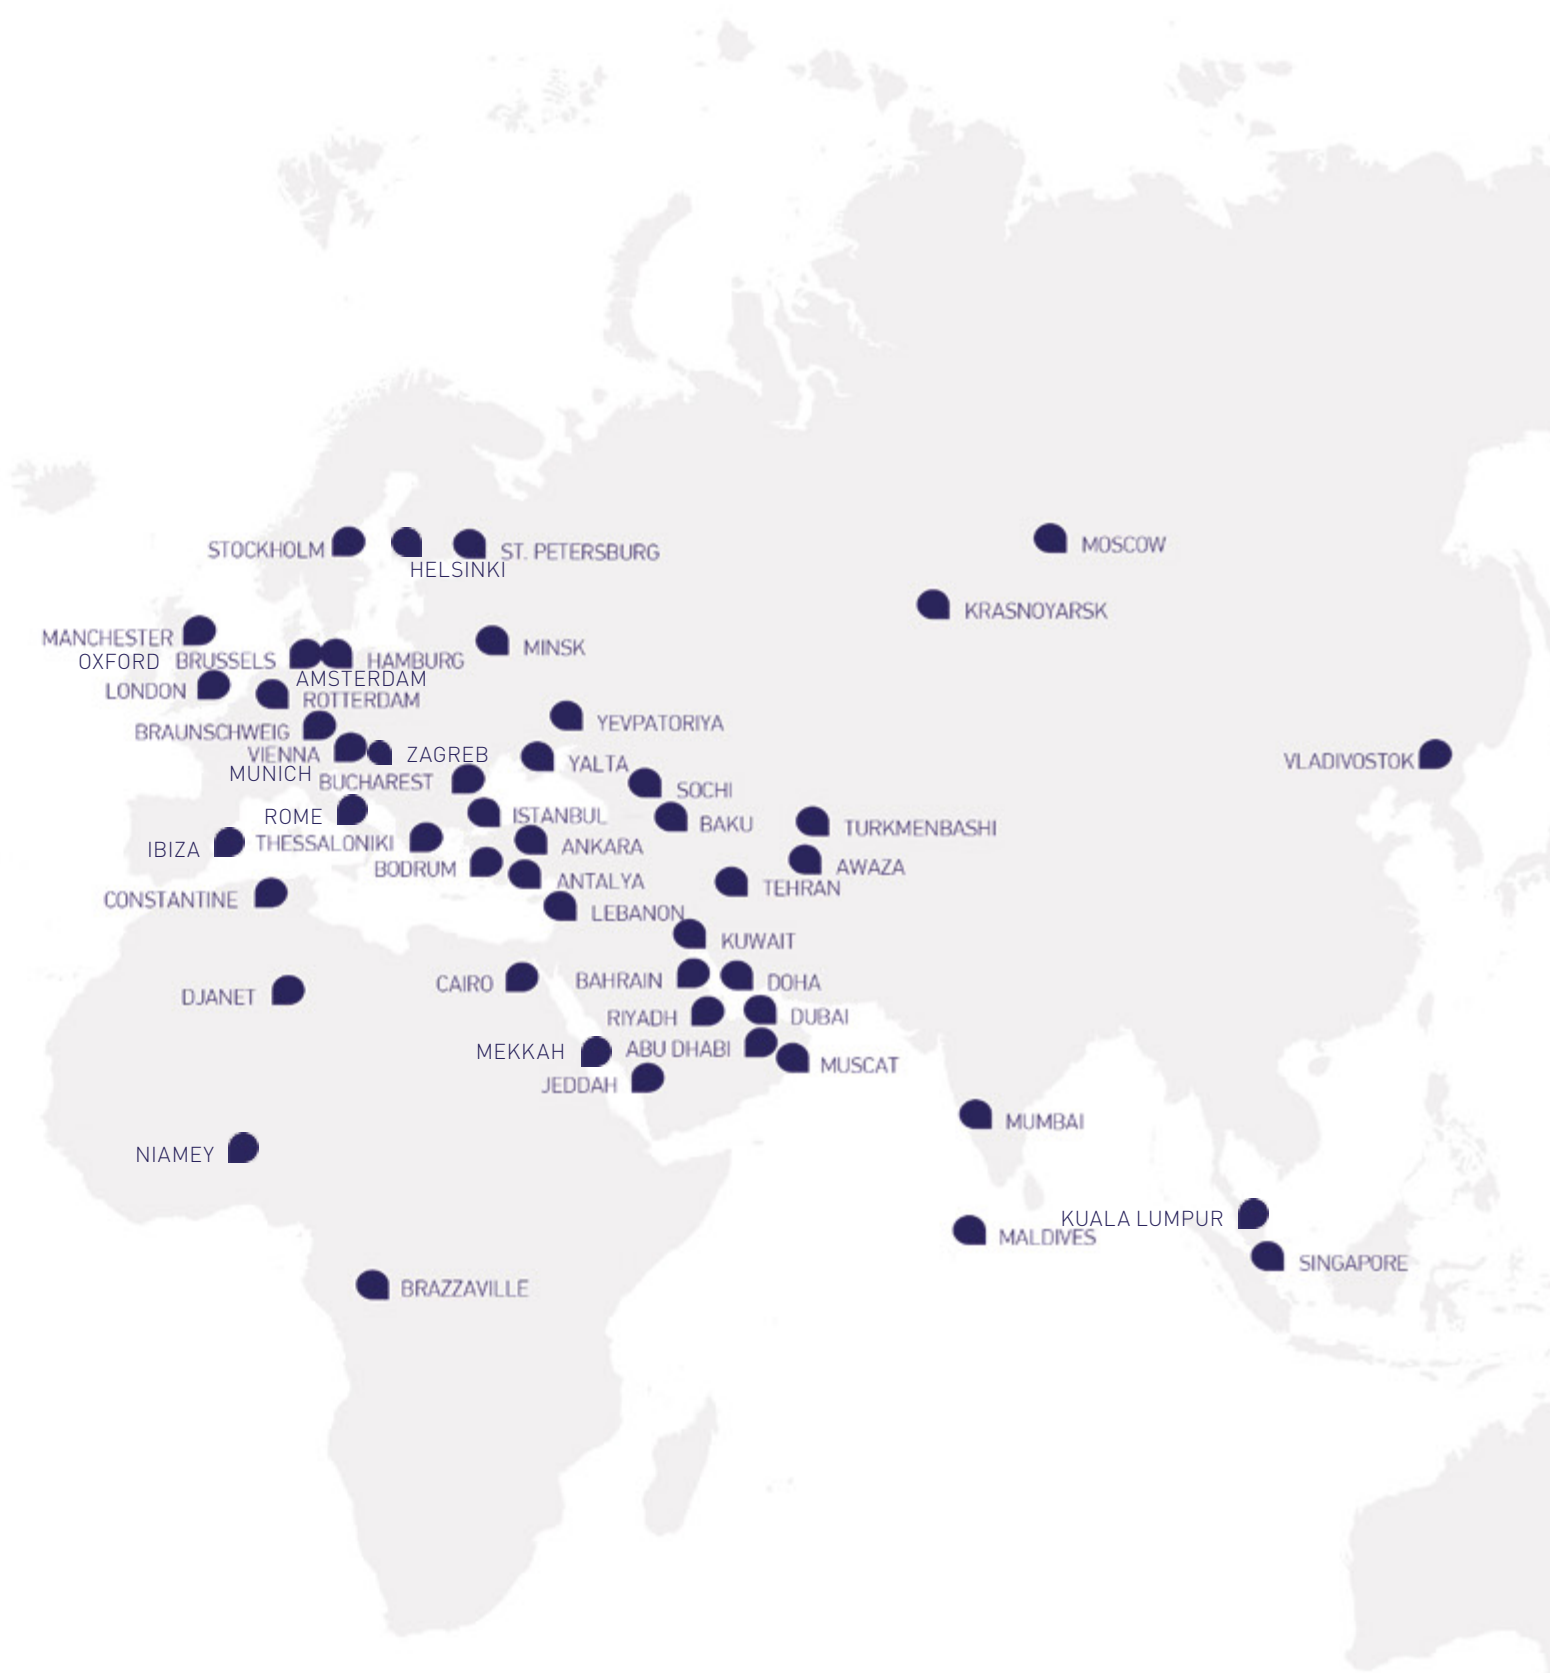 STOCKHOLM
HELSINKI
ST. PETERSBURG
MOSCOW
KRASNOYARSK
MANCHESTER
MINSK
OXFORD
BRUSSELS
HAMBURG
AMSTERDAM
LONDON
ROTTERDAM
BRAUNSCHWEIG
YEVPATORIYA
VIENNA
ZAGREB
YALTA
VLADIVOSTOK
MUNICH
BUCHAREST
SOCHI
ROME
ISTANBUL
BAKU
TURKMENBASHI
IBIZA
THESSALONIKI
ANKARA
BODRUM
AWAZA
ANTALYA
TEHRAN
CONSTANTINE
LEBANON
KUWAIT
CAIRO
BAHRAIN
DOHA
DJANET
RIYADH
DUBAI
MEKKAH
ABU DHABI
MUSCAT
JEDDAH
MUMBAI
NIAMEY
KUALA LUMPUR
MALDIVES
SINGAPORE
BRAZZAVILLE